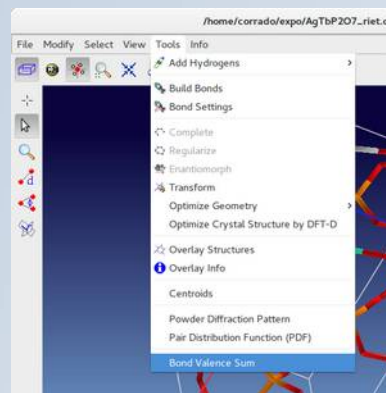 /home/corrado/expo/AgTbP2O7_riet.c
File Modify Select View Tools Info
Add Hydrogens
Build Bonds
Bond Settings
Complete
Regularize
Enantiomorph
Transform
Optimize Geometry
Optimize Crystal Structure by DFT-D
Overlay Structures
Overlay Info
Centroids
Powder Diffraction Pattern
Pair Distribution Function (PDF)
Bond Valence Sum